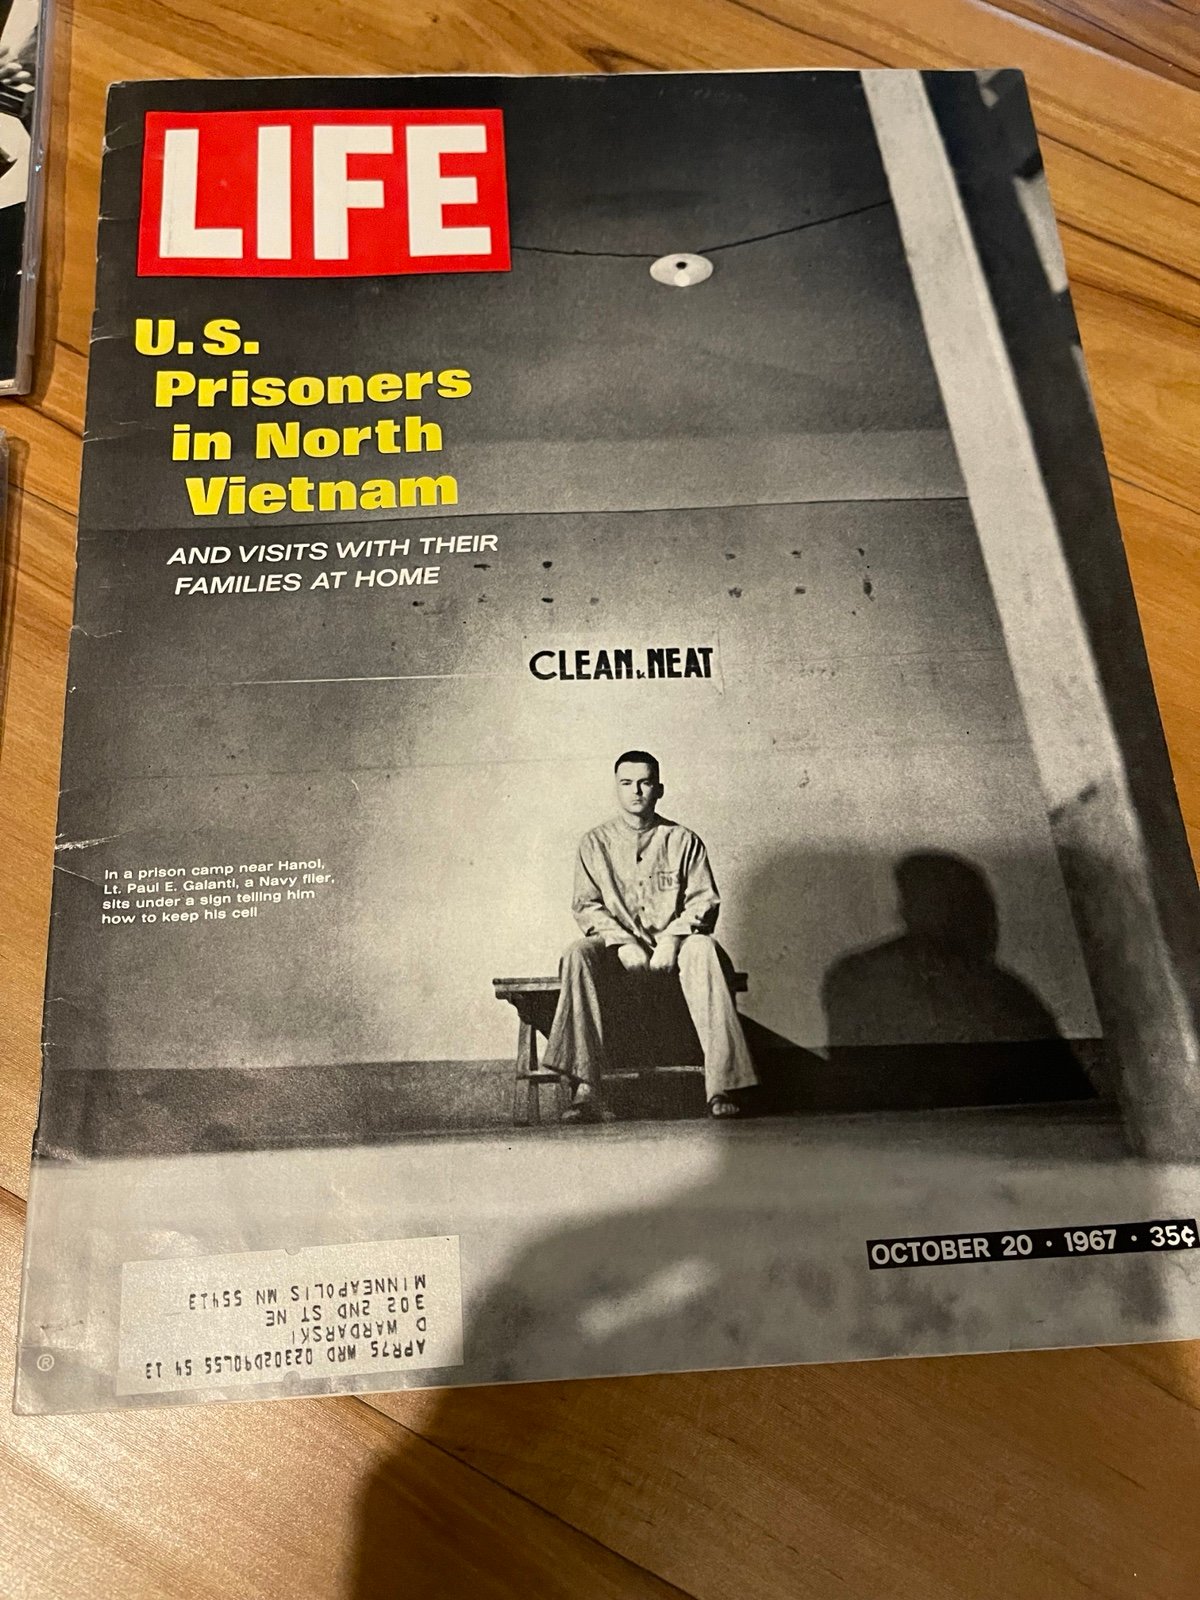 LIFE
U.S.
Prisoners
in North
Vietnam
AND VISITS WITH THEIR
FAMILIES AT HOME
CLEAN & NEAT
In a prison camp near Hanoi,
Lt. Paul E. Galanti, a Navy flier,
sits under a sign telling him
how to keep his cell
OCTOBER 20 · 1967 · 35¢
APR75 WRD 02302D90L55 54 13
D WARDARSKI
302 2ND ST NE
MINNEAPOLIS MN 55413
®